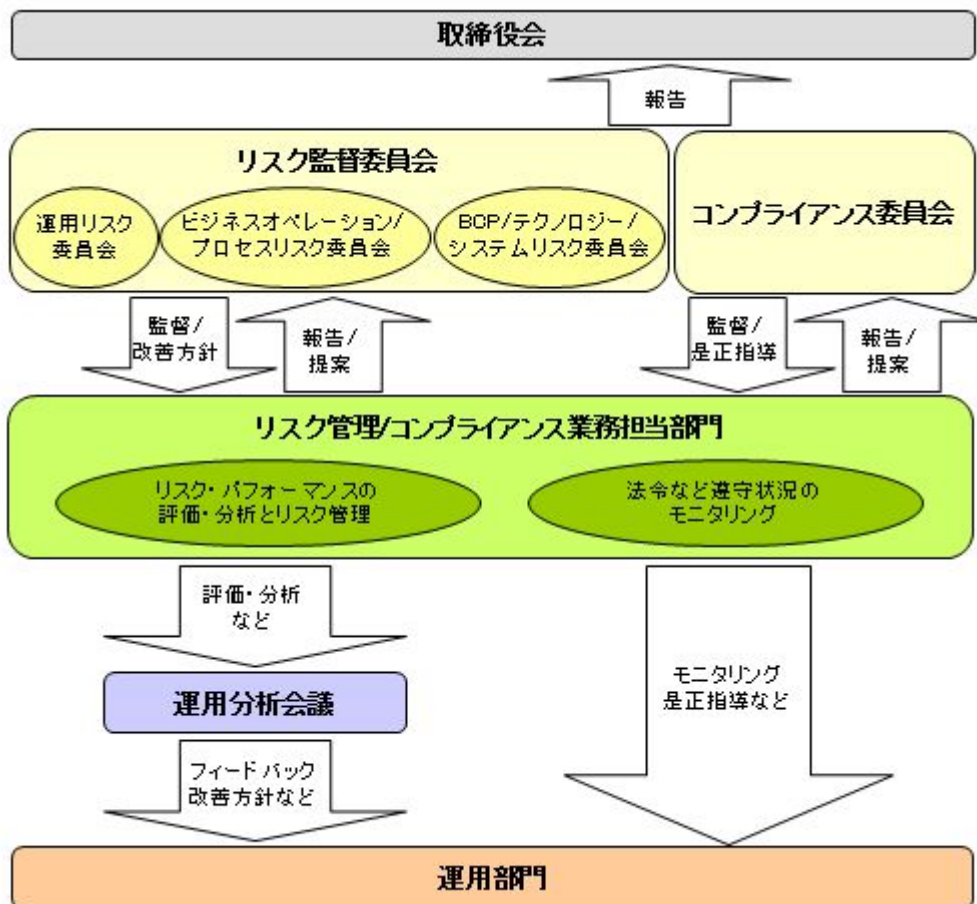 取締役会
報告
リスク監督委員会
運用リスク
委員会
ビジネスオペレーション/
プロセスリスク委員会
BCP/テクノロジー/
システムリスク委員会
コンプライアンス委員会
監督/
改善方針
報告/
提案
監督/
是正指導
報告/
提案
リスク管理/コンプライアンス業務担当部門
リスク・パフォーマンスの
評価・分析とリスク管理
法令など遵守状況の
モニタリング
評価・分析
など
運用分析会議
モニタリング
是正指導など
フィードバック
改善方針など
運用部門